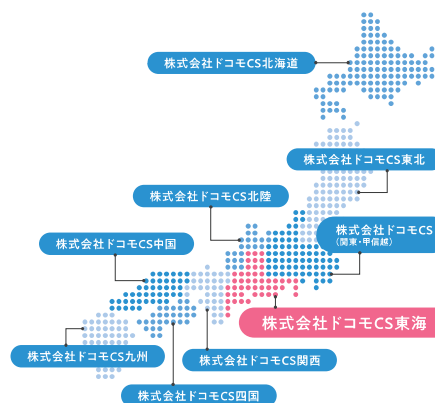 株式会社ドコモCS北海道
株式会社ドコモCS東北
株式会社ドコモCS北陸
株式会社ドコモCS
(関東・甲信越)
株式会社ドコモCS中国
株式会社ドコモCS東海
株式会社ドコモCS九州
株式会社ドコモCS関西
株式会社ドコモCS四国